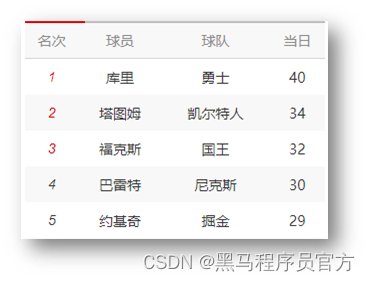 名次 球员 球队 当日
1 库里 勇士 40
2 塔图姆 凯尔特人 34
3 福克斯 国王 32
4 巴雷特 尼克斯 30
5 约基奇 掘金 29
CSDN @黑马程序员官方